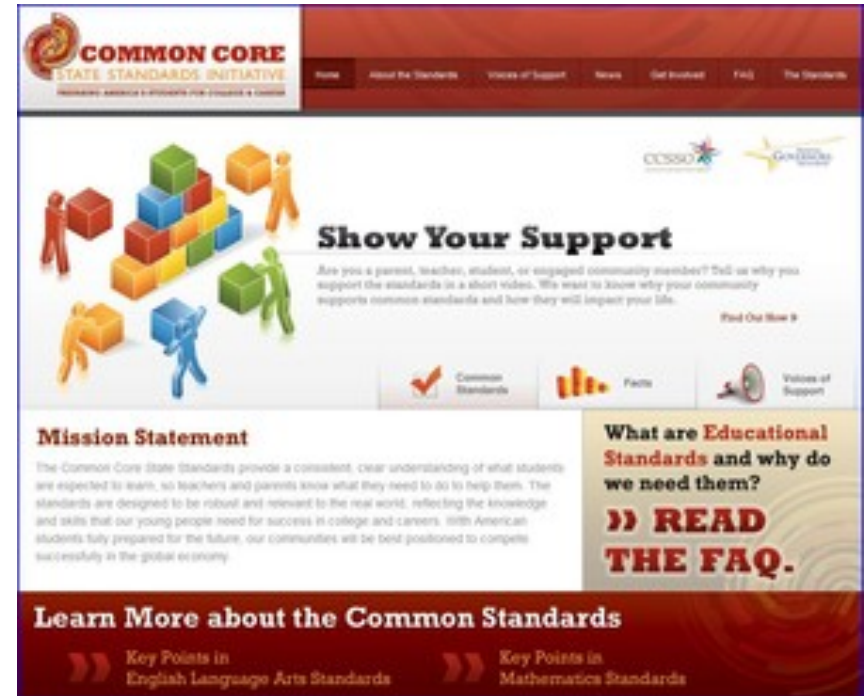 COMMON CORE
STATE STANDARDS INITIATIVE
PREPARING AMERICA'S STUDENTS FOR COLLEGE & CAREER
Home About the Standards Voices of Support News Get Involved FAQ The Standards
CCSSO
GOVERNORS
Show Your Support
Are you a parent, teacher, student, or engaged community member? Tell us why you
support the standards in a short video. We want to know why your community
supports common standards and how they will impact your life.
Find Out How
Common
Standards
Facts
Voices of
Support
Mission Statement
The Common Core State Standards provide a consistent, clear understanding of what students
are expected to learn, so teachers and parents know what they need to do to help them. The
standards are designed to be robust and relevant to the real world, reflecting the knowledge
and skills that our young people need for success in college and careers. With American
students fully prepared for the future, our communities will be best positioned to compete
successfully in the global economy.
What are Educational
Standards and why do
we need them?
›› READ
THE FAQ.
Learn More about the Common Standards
Key Points in
English Language Arts Standards
Key Points in
Mathematics Standards